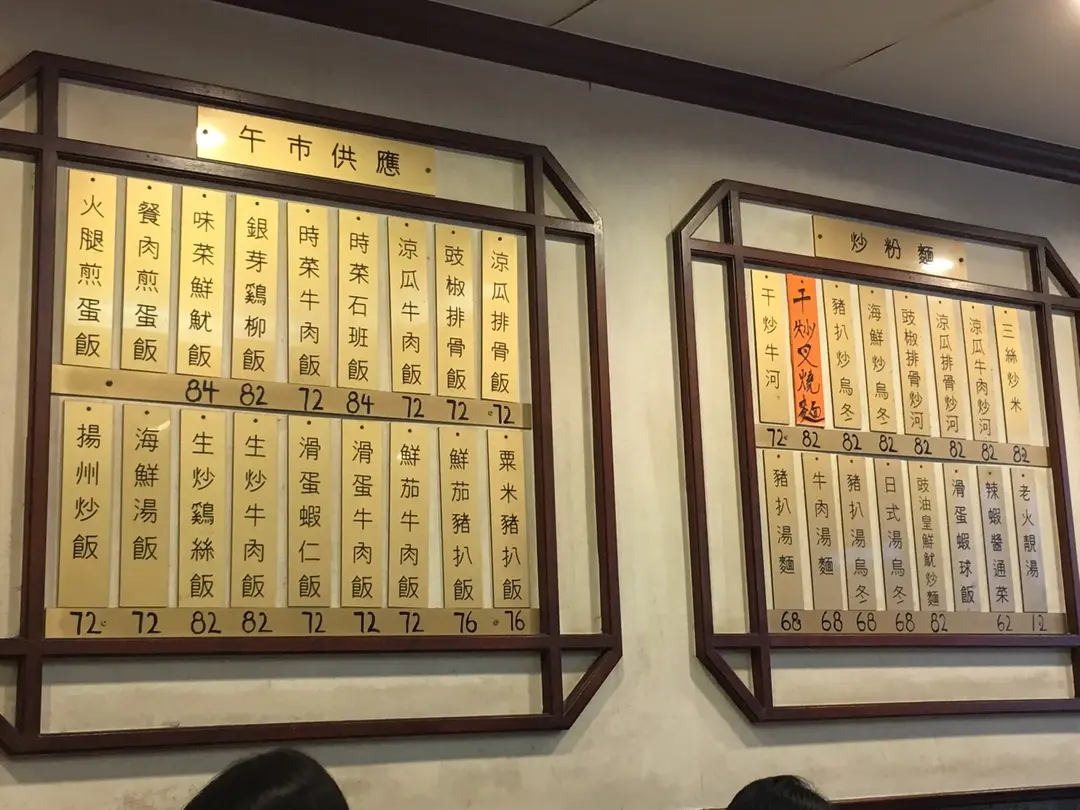 午市供應
火腿煎蛋飯
餐肉煎蛋飯
味菜鮮魷飯
銀芽鷄柳飯
時菜牛肉飯
時菜石班飯
涼瓜牛肉飯
豉椒排骨飯
涼瓜排骨飯
84 82 72 84 72 72 72
揚州炒飯
海鮮湯飯
生炒鷄絲飯
生炒牛肉飯
滑蛋蝦仁飯
滑蛋牛肉飯
鮮茄牛肉飯
鮮茄豬扒飯
粟米豬扒飯
72 72 82 82 72 72 72 76 76
炒粉麵
干炒牛河
干炒叉燒麵
豬扒炒烏冬
海鮮炒烏冬
豉椒排骨炒河
涼瓜排骨炒河
涼瓜牛肉炒河
三絲炒米
72 82 82 82 82 82 82 82
豬扒湯麵
牛肉湯麵
豬扒湯烏冬
日式湯烏冬
豉油皇鮮魷炒麵
滑蛋蝦球飯
辣蝦醬通菜
老火靚湯
68 68 68 68 82 62 12